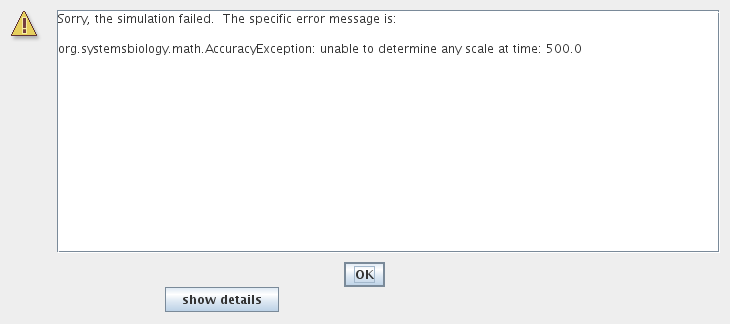 Sorry, the simulation failed.  The specific error message is:
org.systemsbiology.math.AccuracyException: unable to determine any scale at time: 500.0
OK
show details